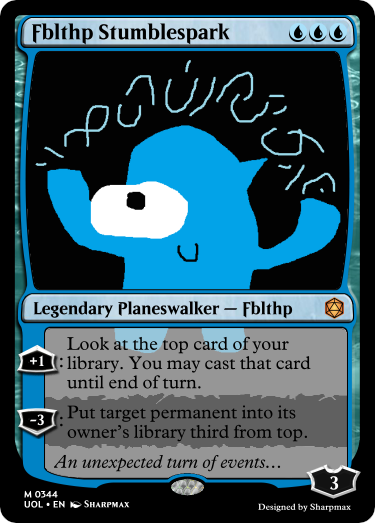 Fblthp Stumblespark
Legendary Planeswalker — Fblthp
+1: Look at the top card of your
library. You may cast that card
until end of turn.
-3: Put target permanent into its
owner's library third from top.
An unexpected turn of events...
3
M 0344
UOL • EN Sharpmax
Designed by Sharpmax